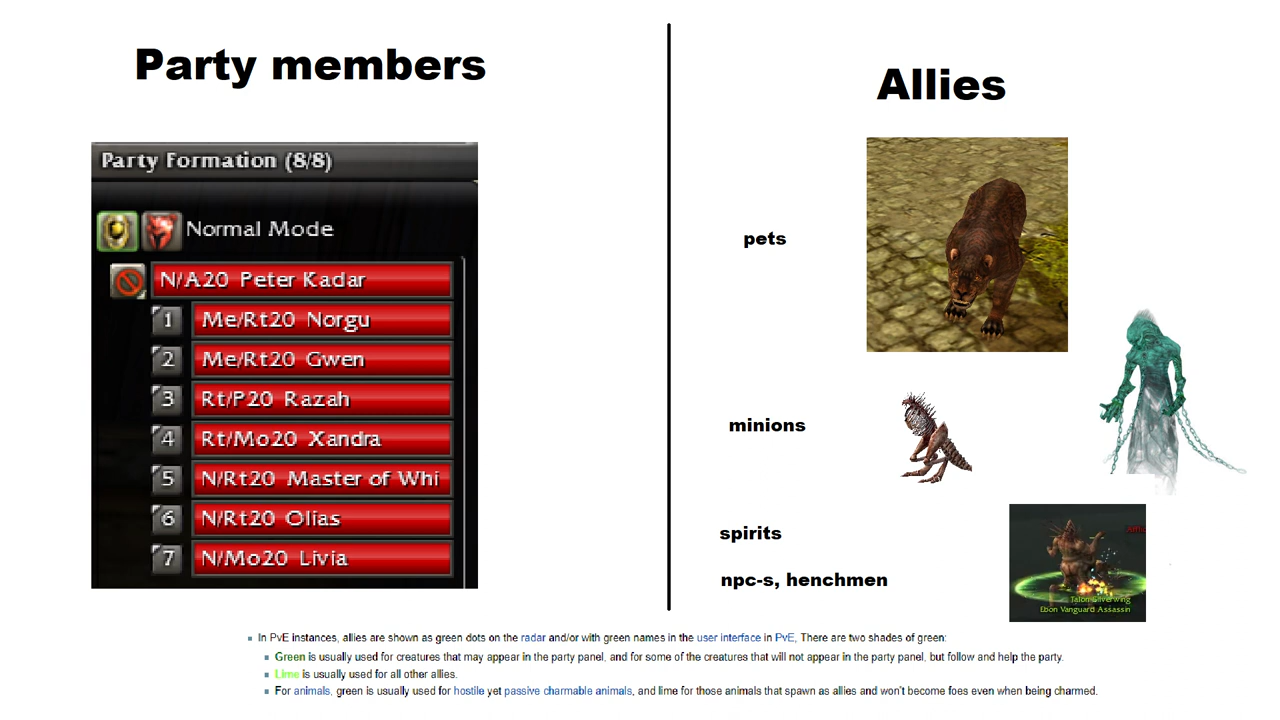 Party members
Party Formation (8/8)
Normal Mode
N/A20 Peter Kadar
1 Me/Rt20 Norgu
2 Me/Rt20 Gwen
3 Rt/P20 Razah
4 Rt/Mo20 Xandra
5 N/Rt20 Master of Whi
6 N/Rt20 Olias
7 N/Mo20 Livia
Allies
pets
minions
spirits
npc-s, henchmen
Talon Silverwing
Ebon Vanguard Assassin
In PvE instances, allies are shown as green dots on the radar and/or with green names in the user interface in PvE, There are two shades of green:
Green is usually used for creatures that may appear in the party panel, and for some of the creatures that will not appear in the party panel, but follow and help the party.
Lime is usually used for all other allies.
For animals, green is usually used for hostile yet passive charmable animals, and lime for those animals that spawn as allies and won't become foes even when being charmed.